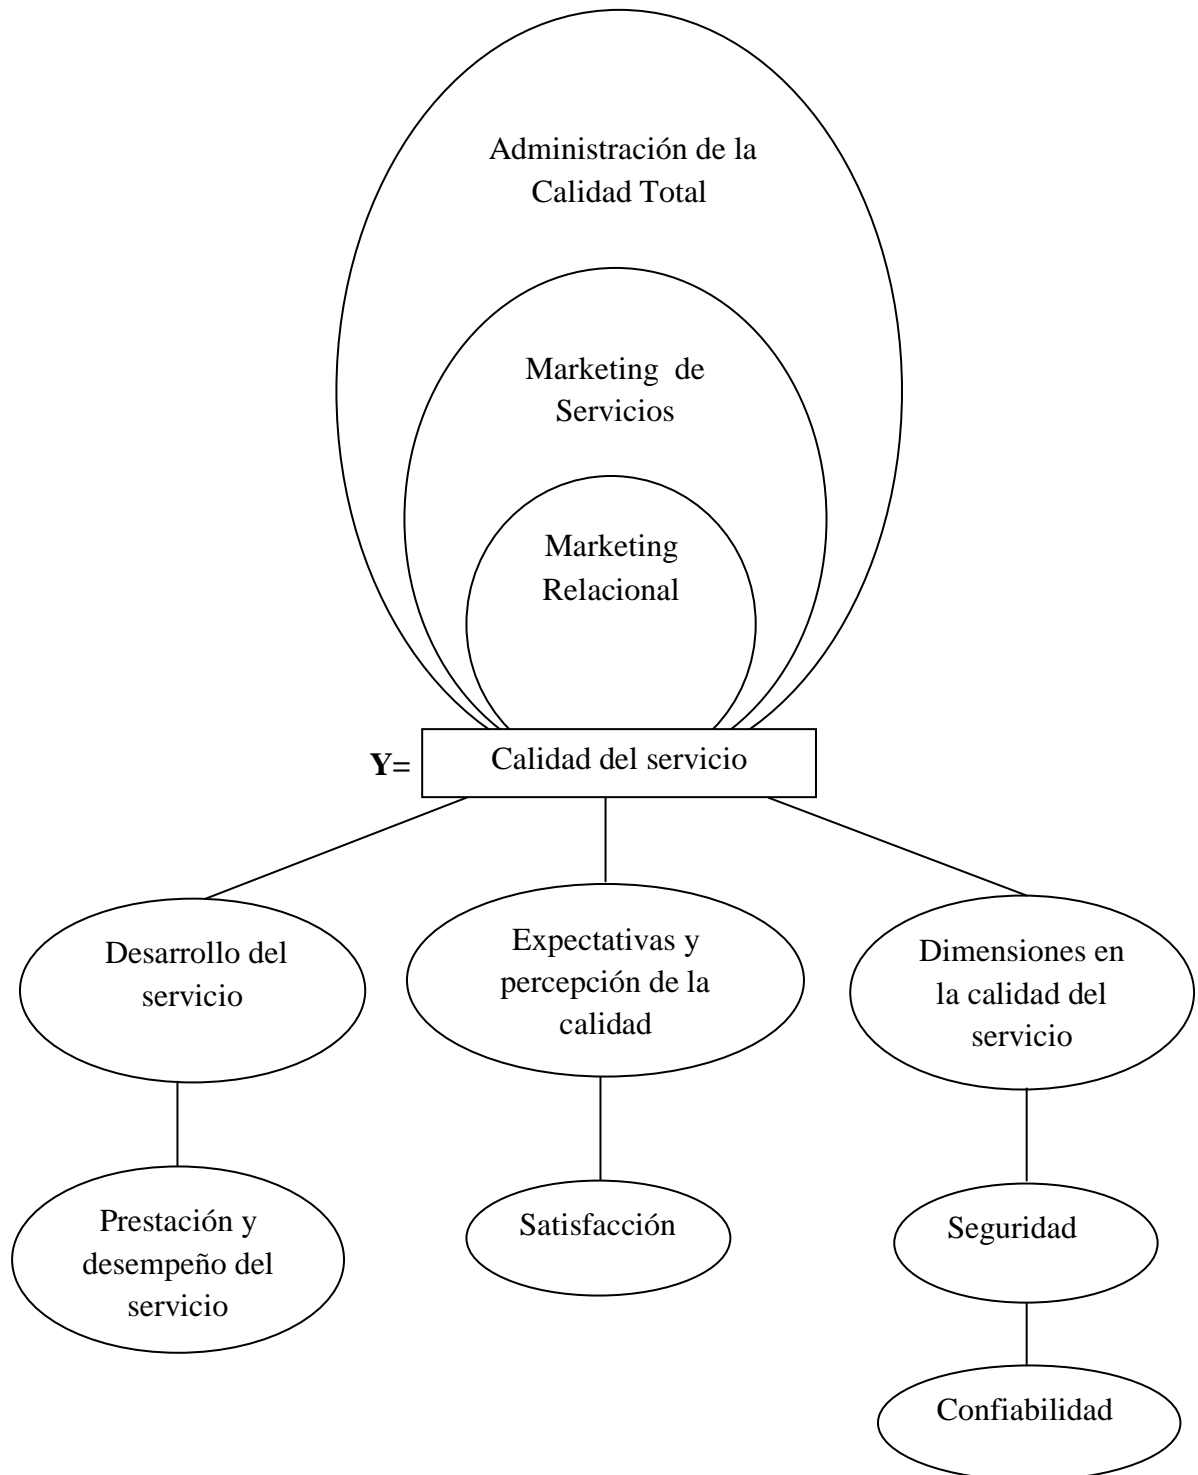 Administración de la
Calidad Total
Marketing  de
Servicios
Marketing
Relacional
Y=
Calidad del servicio
Desarrollo del
servicio
Expectativas y
percepción de la
calidad
Dimensiones en
la calidad del
servicio
Prestación y
desempeño del
servicio
Satisfacción
Seguridad
Confiabilidad